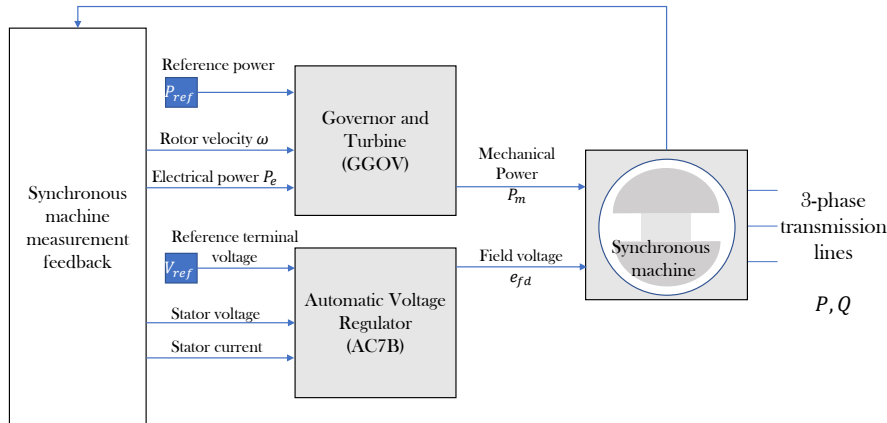 Reference power
P_ref
Rotor velocity ω
Electrical power P_e
Governor and
Turbine
(GGOV)
Mechanical
Power
P_m
Synchronous
machine
measurement
feedback
Reference terminal
voltage
V_ref
Stator voltage
Stator current
Automatic Voltage
Regulator
(AC7B)
Field voltage
e_fd
Synchronous
machine
3-phase
transmission
lines
P, Q